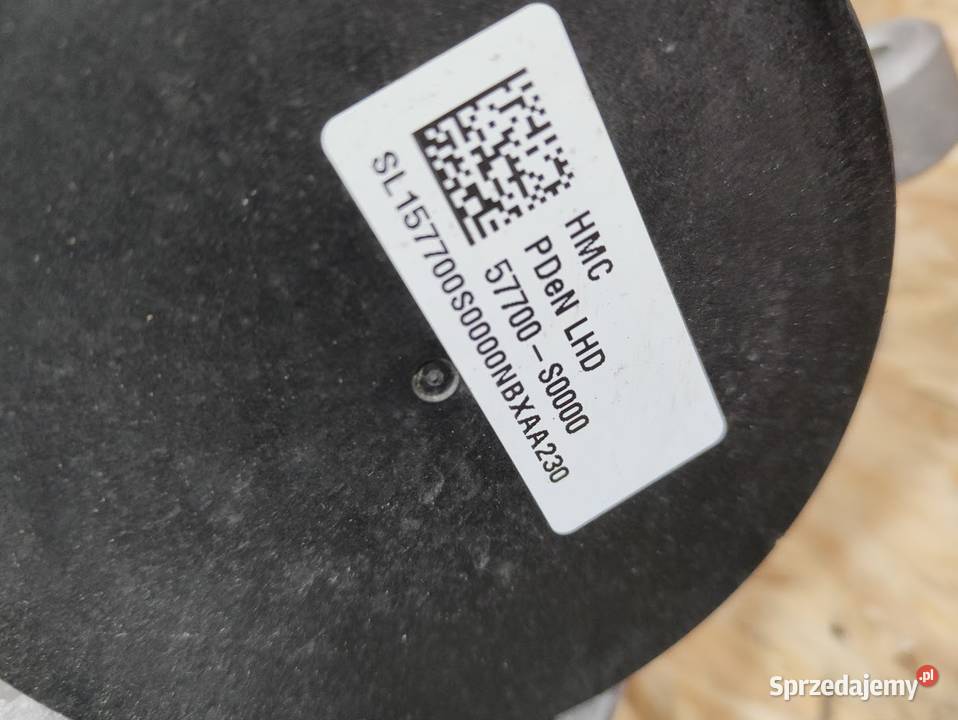 HMC
PDeN LHD
57700-S0000
SL157700S0000NBXAA230
Sprzedajemy.pl